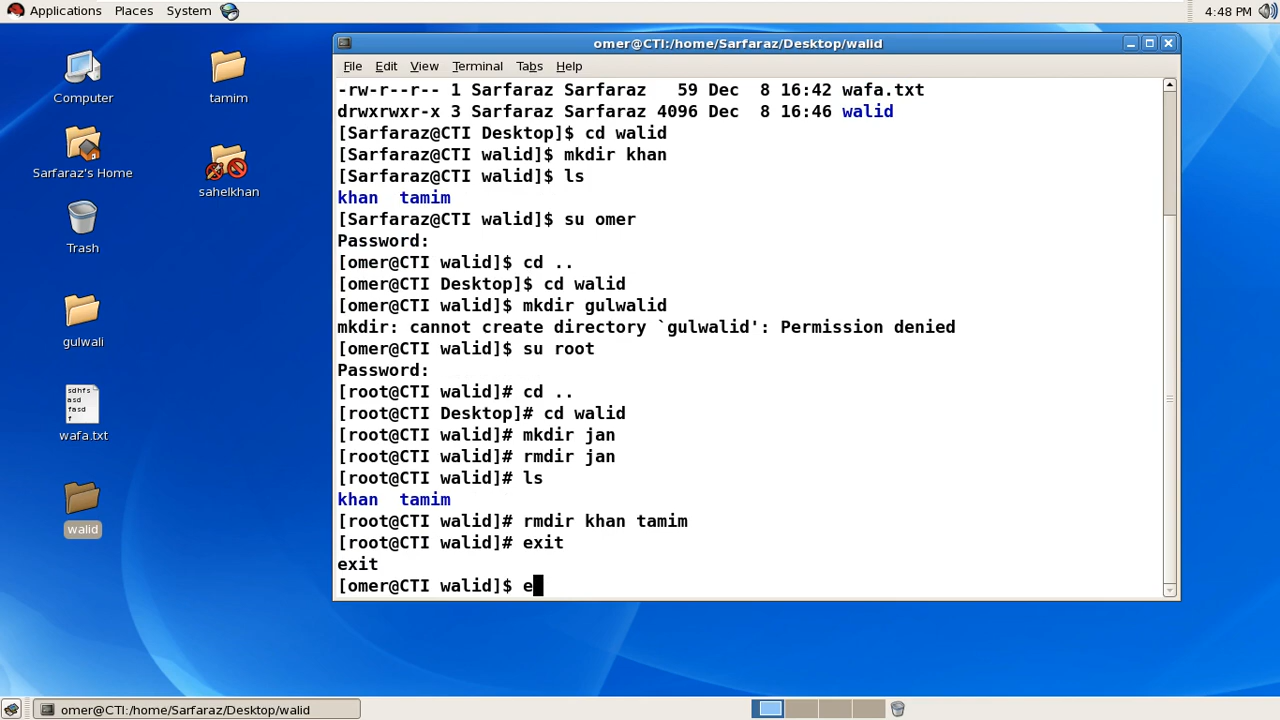 Applications Places System
4:48 PM
Computer
tamim
Sarfaraz's Home
sahelkhan
Trash
gulwali
sdhfs
asd
fasd
f
wafa.txt
walid
omer@CTI:/home/Sarfaraz/Desktop/walid
File Edit View Terminal Tabs Help
-rw-r--r-- 1 Sarfaraz Sarfaraz   59 Dec  8 16:42 wafa.txt
drwxrwxr-x 3 Sarfaraz Sarfaraz 4096 Dec  8 16:46 walid
[Sarfaraz@CTI Desktop]$ cd walid
[Sarfaraz@CTI walid]$ mkdir khan
[Sarfaraz@CTI walid]$ ls
khan  tamim
[Sarfaraz@CTI walid]$ su omer
Password:
[omer@CTI walid]$ cd ..
[omer@CTI Desktop]$ cd walid
[omer@CTI walid]$ mkdir gulwalid
mkdir: cannot create directory `gulwalid': Permission denied
[omer@CTI walid]$ su root
Password:
[root@CTI walid]# cd ..
[root@CTI Desktop]# cd walid
[root@CTI walid]# mkdir jan
[root@CTI walid]# rmdir jan
[root@CTI walid]# ls
khan  tamim
[root@CTI walid]# rmdir khan tamim
[root@CTI walid]# exit
exit
[omer@CTI walid]$ e
omer@CTI:/home/Sarfaraz/Desktop/walid